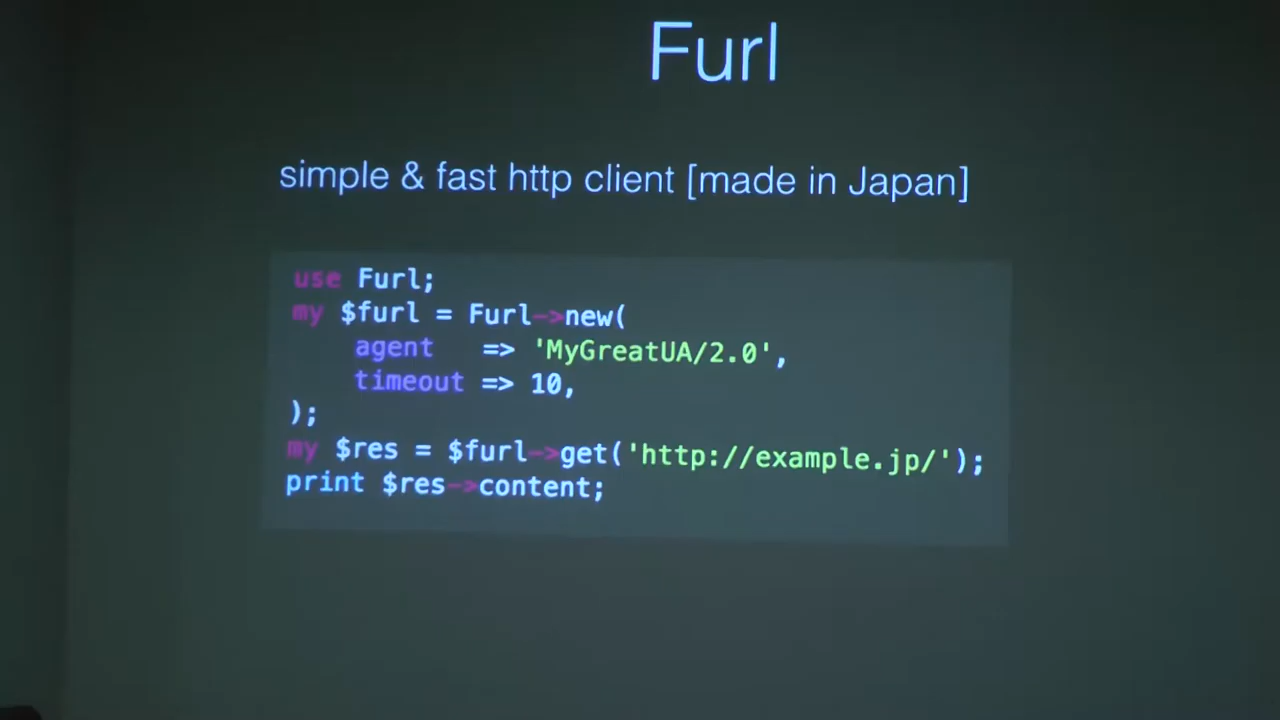 Furl
simple & fast http client [made in Japan]
use Furl;
my $furl = Furl->new(
    agent   => 'MyGreatUA/2.0',
    timeout => 10,
);
my $res = $furl->get('http://example.jp/');
print $res->content;